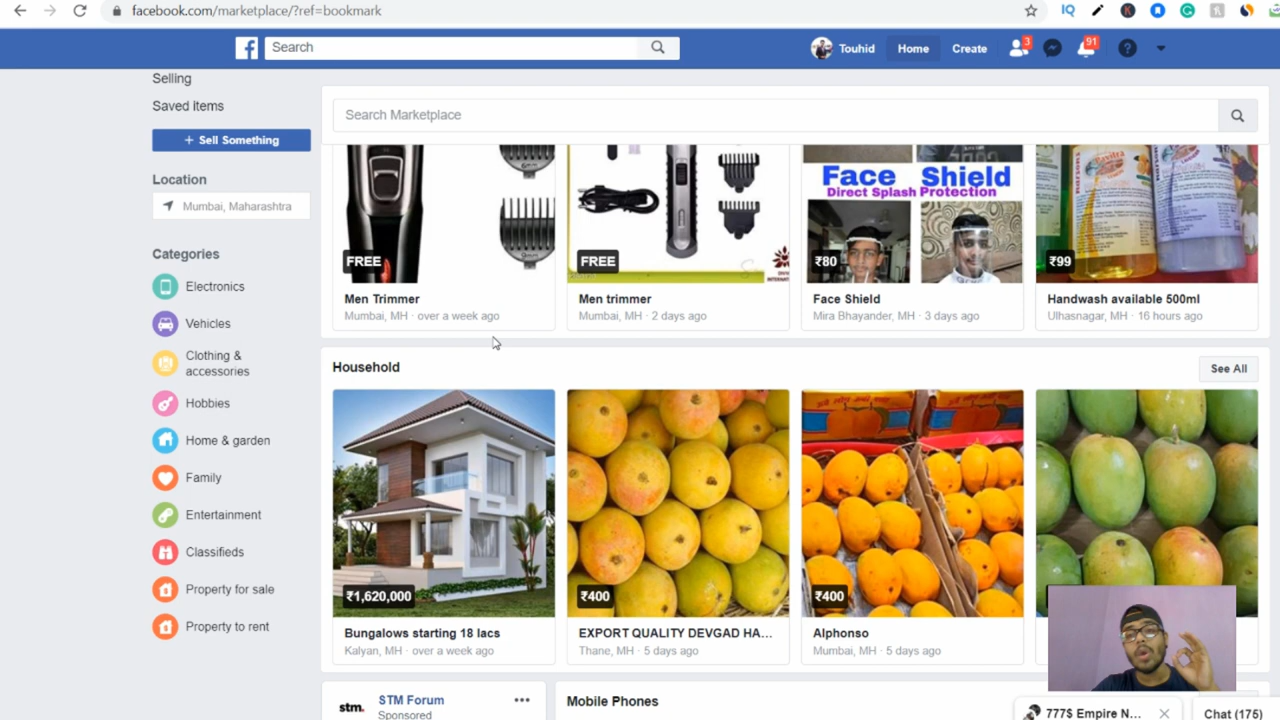 facebook.com/marketplace/?ref=bookmark
IQ
K
Search
Touhid
Home
Create
3
91
Selling
Saved items
+ Sell Something
Location
Mumbai, Maharashtra
Categories
Electronics
Vehicles
Clothing &
accessories
Hobbies
Home & garden
Family
Entertainment
Classifieds
Property for sale
Property to rent
Search Marketplace
FREE
Men Trimmer
Mumbai, MH · over a week ago
FREE
Men trimmer
Mumbai, MH · 2 days ago
Face Shield
Direct Splash Protection
₹80
Face Shield
Mira Bhayander, MH · 3 days ago
₹99
Handwash available 500ml
Ulhasnagar, MH · 16 hours ago
Household
See All
₹1,620,000
Bungalows starting 18 lacs
Kalyan, MH · over a week ago
₹400
EXPORT QUALITY DEVGAD HA...
Thane, MH · 5 days ago
₹400
Alphonso
Mumbai, MH · 5 days ago
stm.
STM Forum
Sponsored
Mobile Phones
777$ Empire N...
Chat (175)